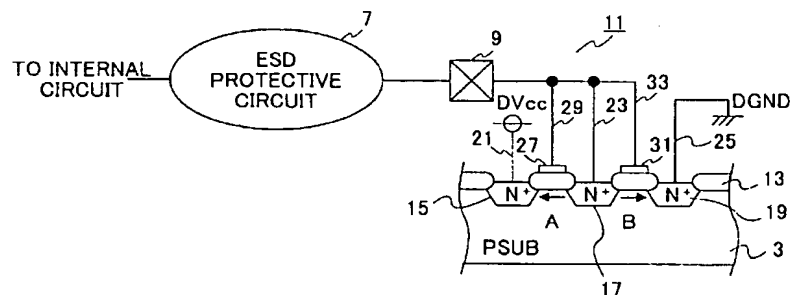 7
9
11
TO INTERNAL
CIRCUIT
ESD
PROTECTIVE
CIRCUIT
33
DVcc
29
23
DGND
21
27
31
25
13
15
N+
N+
N+
19
A
B
3
PSUB
17